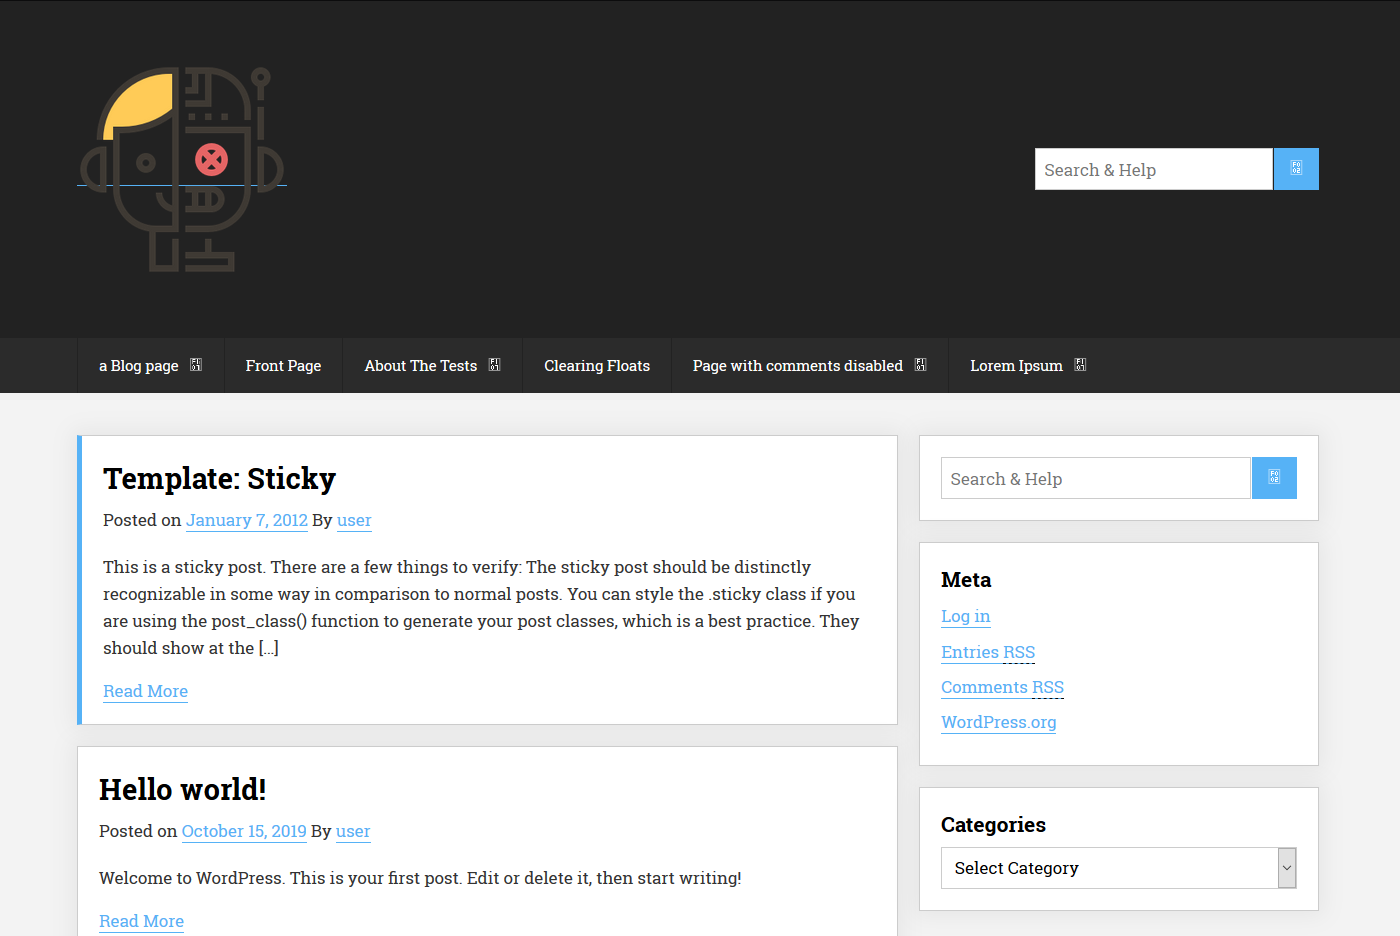 Search & Help
a Blog page
Front Page
About The Tests
Clearing Floats
Page with comments disabled
Lorem Ipsum
Template: Sticky
Posted on January 7, 2012 By user
This is a sticky post. There are a few things to verify: The sticky post should be distinctly
recognizable in some way in comparison to normal posts. You can style the .sticky class if you
are using the post_class() function to generate your post classes, which is a best practice. They
should show at the [...]
Read More
Hello world!
Posted on October 15, 2019 By user
Welcome to WordPress. This is your first post. Edit or delete it, then start writing!
Read More
Search & Help
Meta
Log in
Entries RSS
Comments RSS
WordPress.org
Categories
Select Category